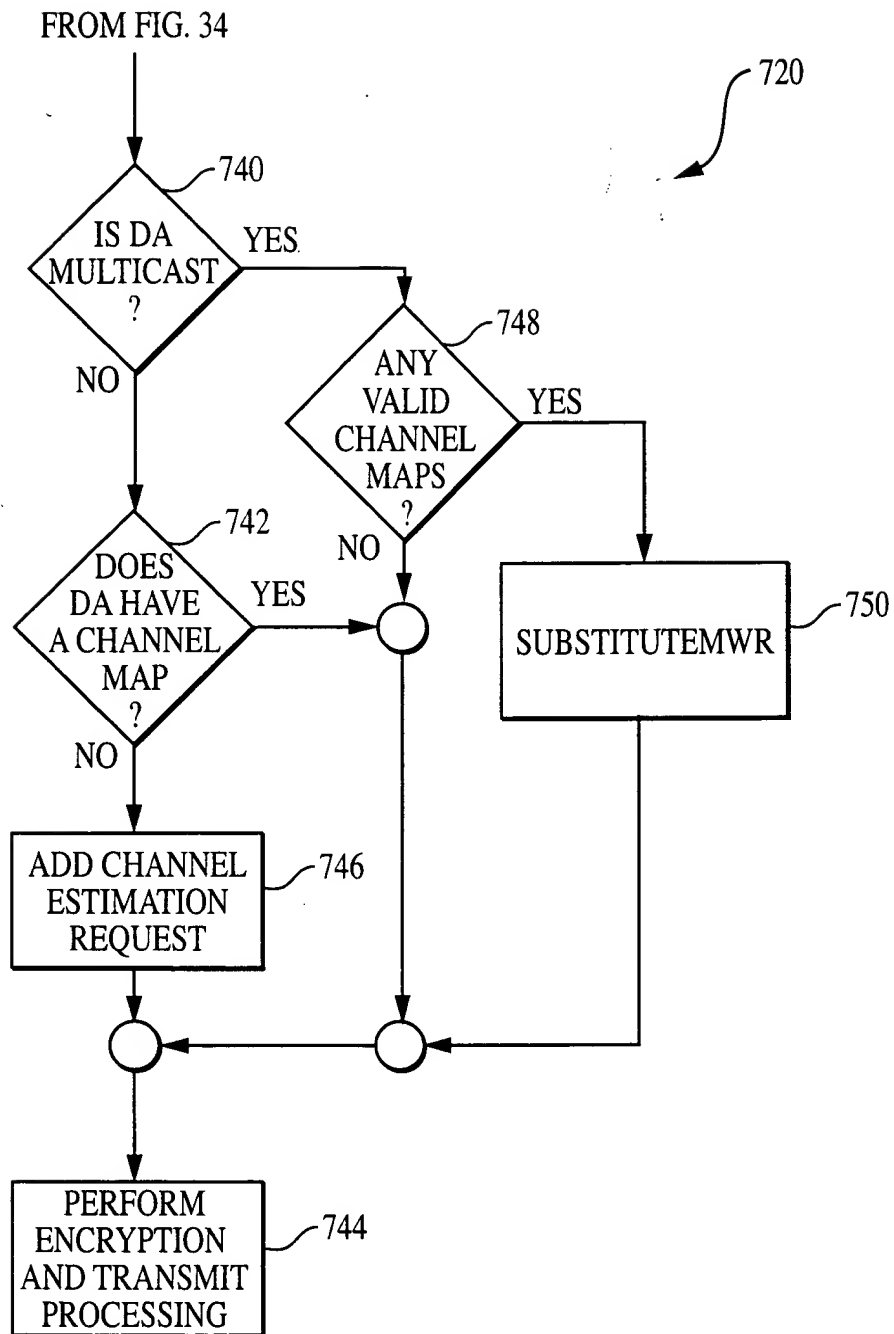 FROM FIG. 34
720
740
IS DA
MULTICAST
?
YES
NO
748
ANY
VALID
CHANNEL
MAPS
?
YES
NO
742
DOES
DA HAVE
A CHANNEL
MAP
?
YES
NO
SUBSTITUTEMWR
750
ADD CHANNEL
ESTIMATION
REQUEST
746
PERFORM
ENCRYPTION
AND TRANSMIT
PROCESSING
744